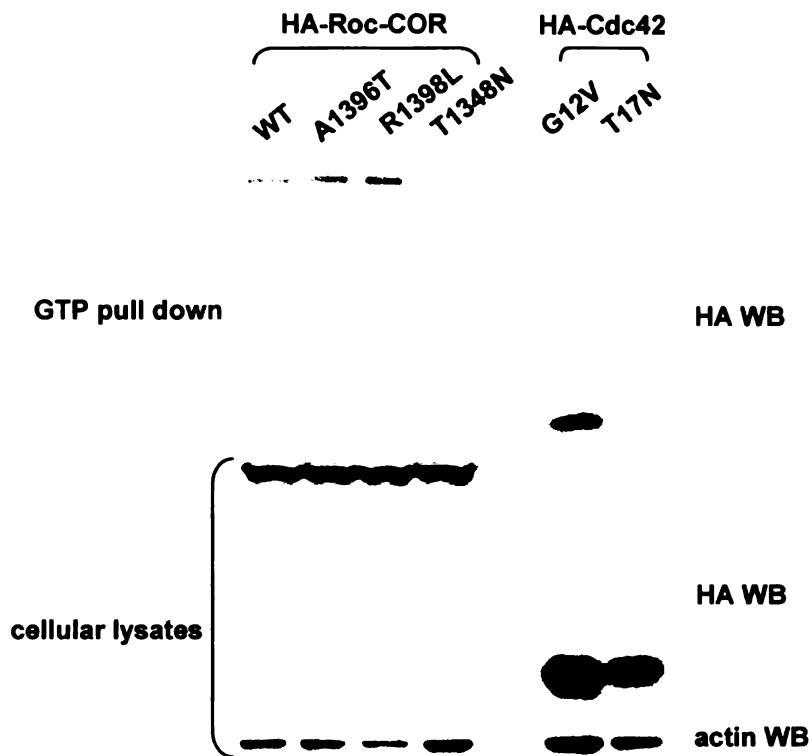 HA-Roc-COR HA-Cdc42
WT A1396T R1398L T1348N G12V T17N
GTP pull down HA WB
HA WB
cellular lysates
actin WB